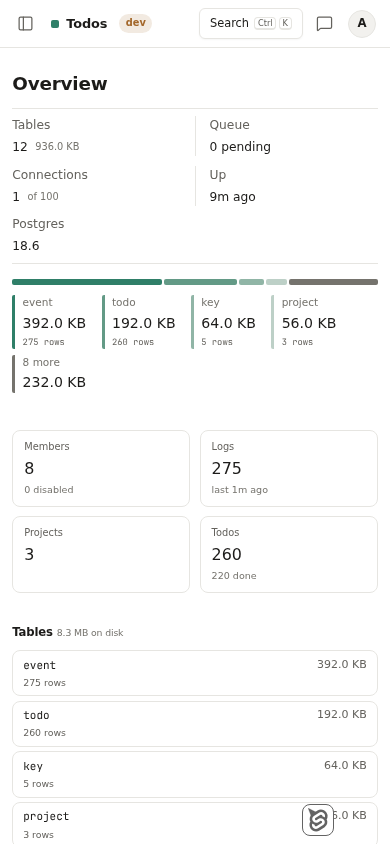 Todos dev Search Ctrl K A
Overview
Tables Queue
12 936.0 KB 0 pending
Connections Up
1 of 100 9m ago
Postgres
18.6
event todo key project
392.0 KB 192.0 KB 64.0 KB 56.0 KB
275 rows 260 rows 5 rows 3 rows
8 more
232.0 KB
Members Logs
8 275
0 disabled last 1m ago
Projects Todos
3 260
220 done
Tables 8.3 MB on disk
event 392.0 KB
275 rows
todo 192.0 KB
260 rows
key 64.0 KB
5 rows
project KB
3 rows